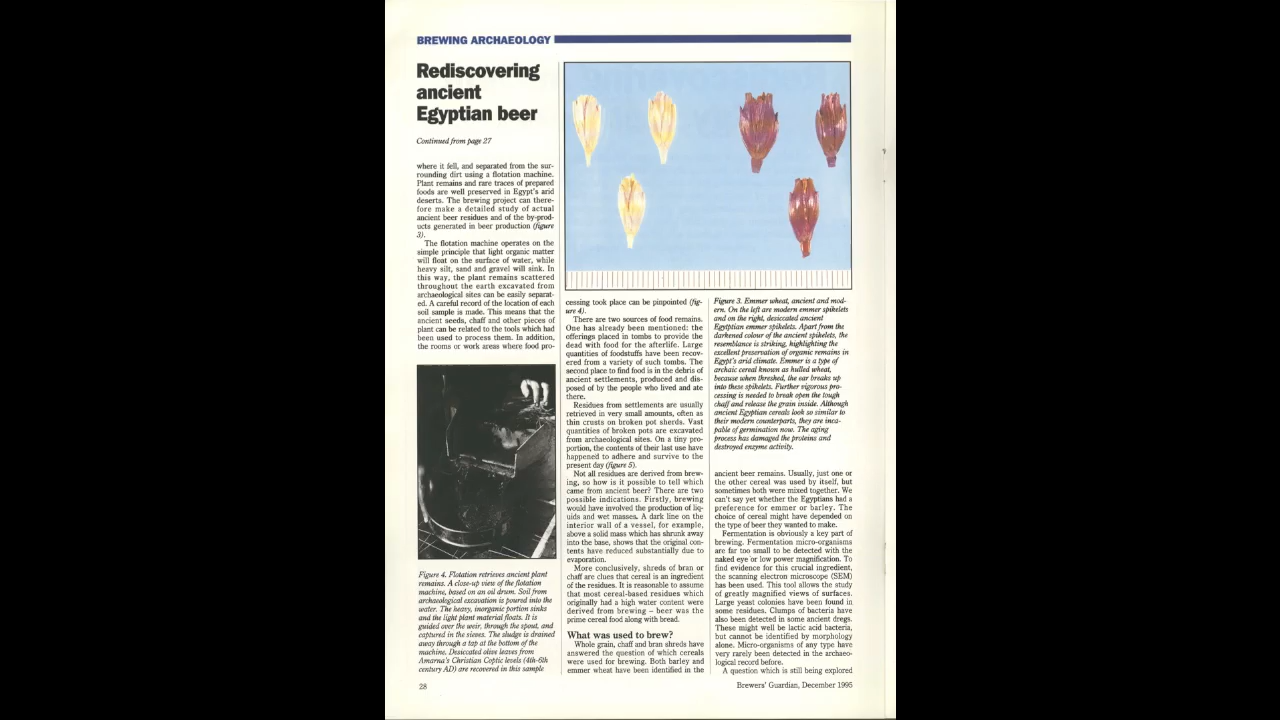 BREWING ARCHAEOLOGY
Rediscovering
ancient
Egyptian beer
Continued from page 27
where it fell, and separated from the sur-
rounding dirt using a flotation machine.
Plant remains and rare traces of prepared
foods are well preserved in Egypt's arid
deserts. The brewing project can there-
fore make a detailed study of actual
ancient beer residues and of the by-prod-
ucts generated in beer production (figure
3).
The flotation machine operates on the
simple principle that light organic matter
will float on the surface of water, while
heavy silt, sand and gravel will sink. In
this way, the plant remains scattered
throughout the earth excavated from
archaeological sites can be easily separat-
ed. A careful record of the location of each
soil sample is made. This means that the
ancient seeds, chaff and other pieces of
plant can be related to the tools which had
been used to process them. In addition,
the rooms or work areas where food pro-
Figure 4. Flotation retrieves ancient plant
remains. A close-up view of the flotation
machine, based on an oil drum. Soil from
archaeological excavation is poured into the
water. The heavy, inorganic portion sinks
and the light plant material floats. It is
guided over the weir, through the spout, and
captured in the sieves. The sludge is drained
away through a tap at the bottom of the
machine. Desiccated olive leaves from
Amarna's Christian Coptic levels (4th-6th
century AD) are recovered in this sample
cessing took place can be pinpointed (fig-
ure 4).
There are two sources of food remains.
One has already been mentioned: the
offerings placed in tombs to provide the
dead with food for the afterlife. Large
quantities of foodstuffs have been recov-
ered from a variety of such tombs. The
second place to find food is in the debris of
ancient settlements, produced and dis-
posed of by the people who lived and ate
there.
Residues from settlements are usually
retrieved in very small amounts, often as
thin crusts on broken pot sherds. Vast
quantities of broken pots are excavated
from archaeological sites. On a tiny pro-
portion, the contents of their last use have
happened to adhere and survive to the
present day (figure 5).
Not all residues are derived from brew-
ing, so how is it possible to tell which
came from ancient beer? There are two
possible indications. Firstly, brewing
would have involved the production of liq-
uids and wet masses. A dark line on the
interior wall of a vessel, for example,
above a solid mass which has shrunk away
into the base, shows that the original con-
tents have reduced substantially due to
evaporation.
More conclusively, shreds of bran or
chaff are clues that cereal is an ingredient
of the residues. It is reasonable to assume
that most cereal-based residues which
originally had a high water content were
derived from brewing – beer was the
prime cereal food along with bread.
What was used to brew?
Whole grain, chaff and bran shreds have
answered the question of which cereals
were used for brewing. Both barley and
emmer wheat have been identified in the
Figure 3. Emmer wheat, ancient and mod-
ern. On the left are modern emmer spikelets
and on the right, desiccated ancient
Egytptian emmer spikelets. Apart from the
darkened colour of the ancient spikelets, the
resemblance is striking, highlighting the
excellent preservation of organic remains in
Egypt's arid climate. Emmer is a type of
archaic cereal known as hulled wheat,
because when threshed, the ear breaks up
into these spikelets. Further vigorous pro-
cessing is needed to break open the tough
chaff and release the grain inside. Although
ancient Egyptian cereals look so similar to
their modern counterparts, they are inca-
pable of germination now. The aging
process has damaged the proteins and
destroyed enzyme activity.
ancient beer remains. Usually, just one or
the other cereal was used by itself, but
sometimes both were mixed together. We
can't say yet whether the Egyptians had a
preference for emmer or barley. The
choice of cereal might have depended on
the type of beer they wanted to make.
Fermentation is obviously a key part of
brewing. Fermentation micro-organisms
are far too small to be detected with the
naked eye or low power magnification. To
find evidence for this crucial ingredient,
the scanning electron microscope (SEM)
has been used. This tool allows the study
of greatly magnified views of surfaces.
Large yeast colonies have been found in
some residues. Clumps of bacteria have
also been detected in some ancient dregs.
These might well be lactic acid bacteria,
but cannot be identified by morphology
alone. Micro-organisms of any type have
very rarely been detected in the archaeo-
logical record before.
A question which is still being explored
28
Brewers' Guardian, December 1995